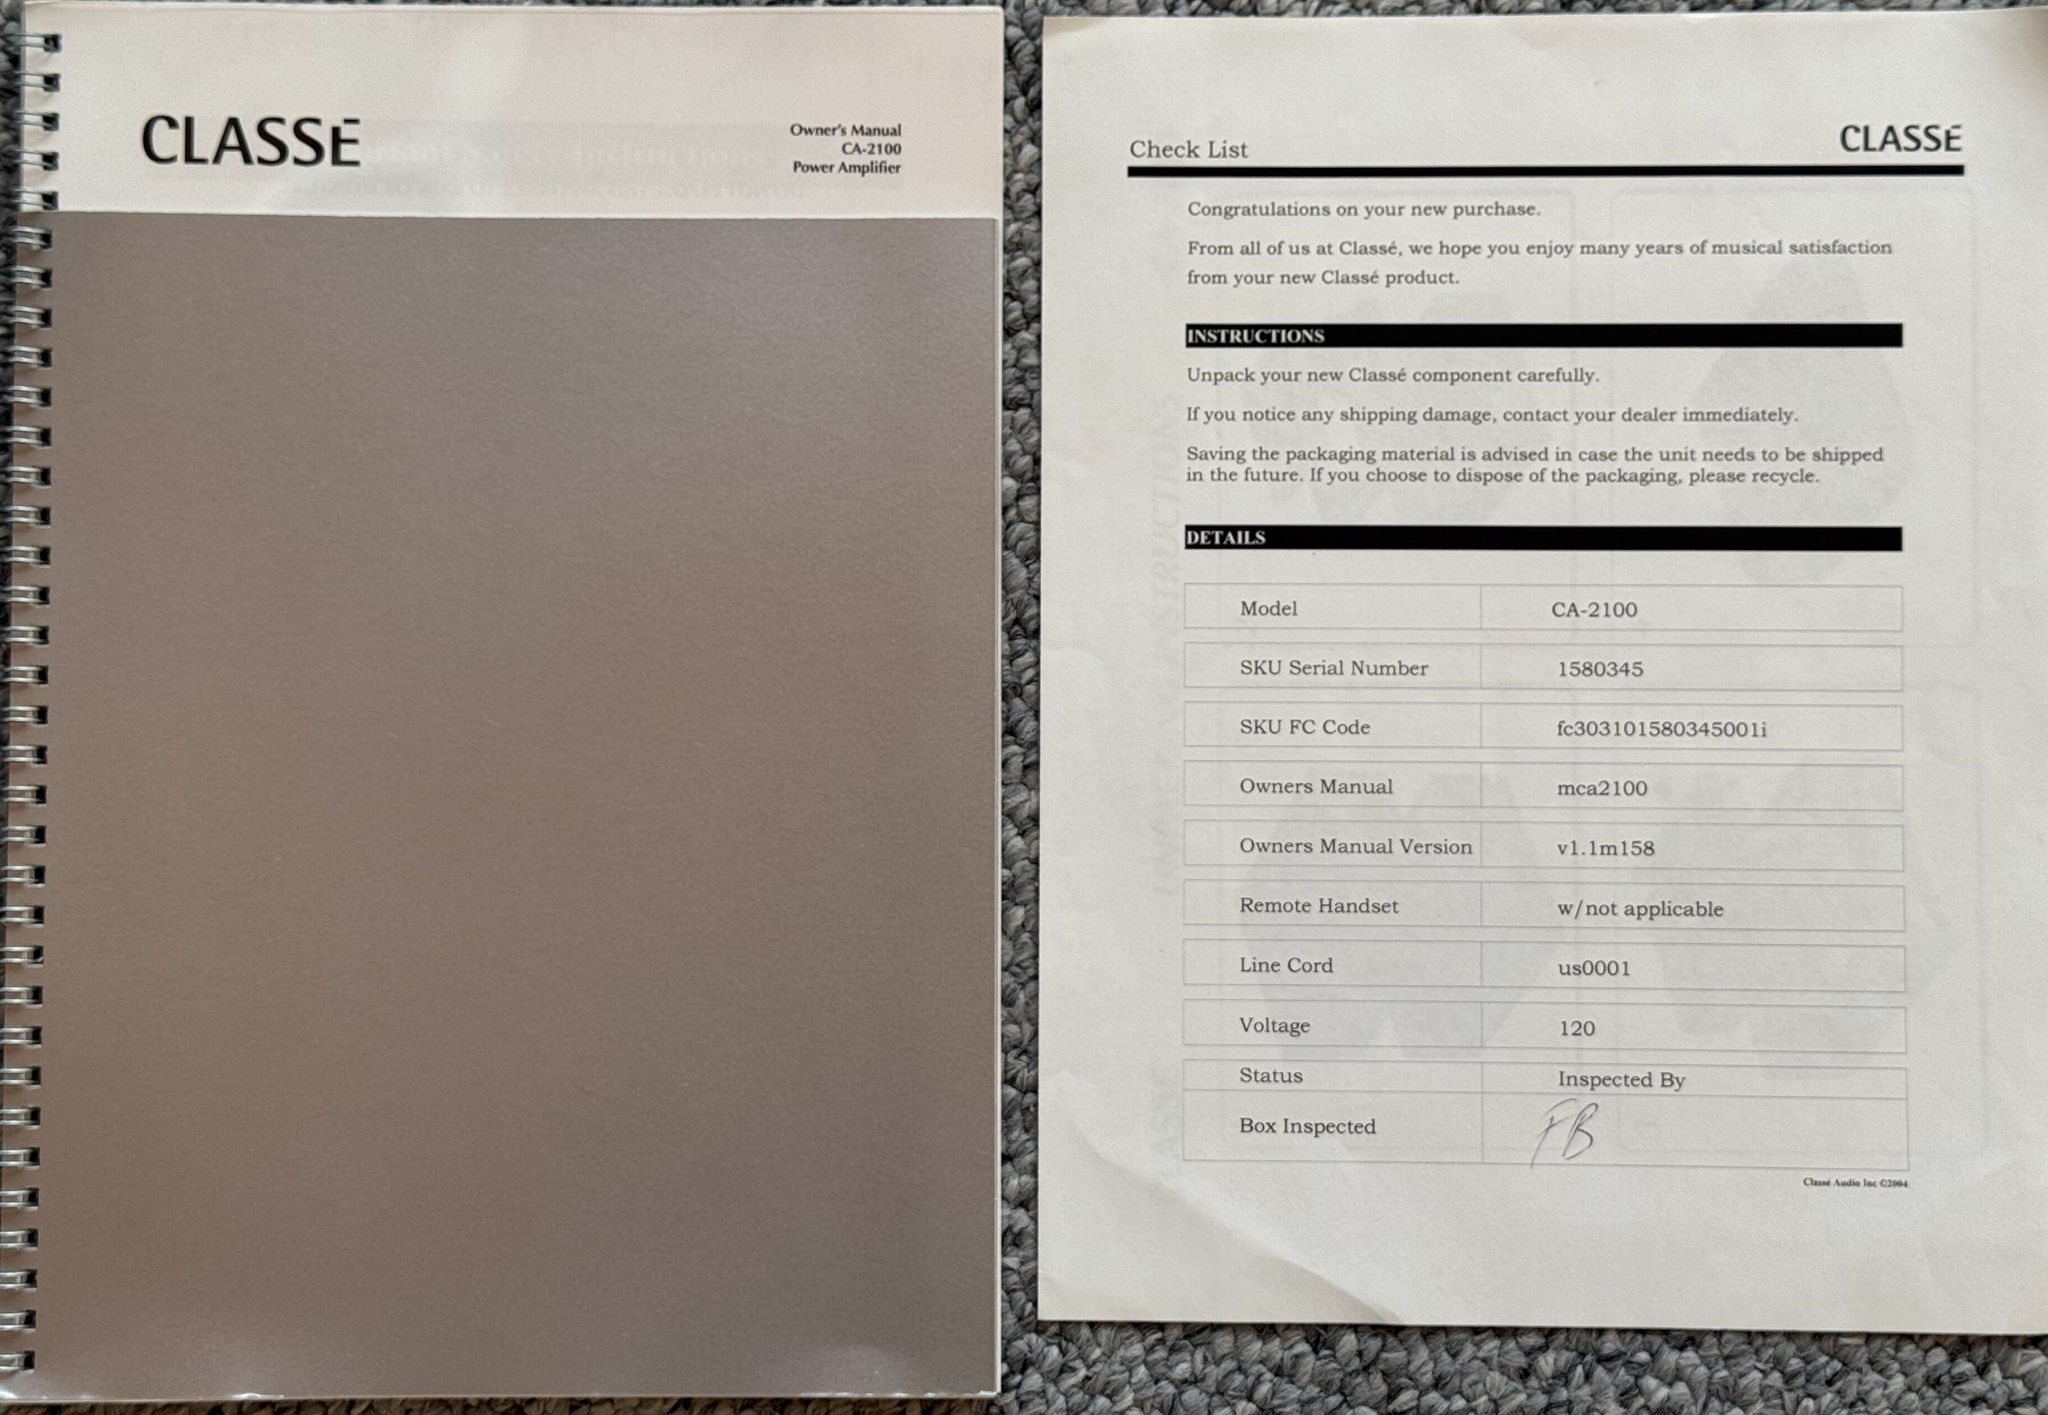 CLASSÉ
Owner's Manual
CA-2100
Power Amplifier
Check List
CLASSÉ
Congratulations on your new purchase.
From all of us at Classé, we hope you enjoy many years of musical satisfaction
from your new Classé product.
INSTRUCTIONS
Unpack your new Classé component carefully.
If you notice any shipping damage, contact your dealer immediately.
Saving the packaging material is advised in case the unit needs to be shipped
in the future. If you choose to dispose of the packaging, please recycle.
DETAILS
Model CA-2100
SKU Serial Number 1580345
SKU FC Code fc303101580345001i
Owners Manual mca2100
Owners Manual Version v1.1m158
Remote Handset w/not applicable
Line Cord us0001
Voltage 120
Status Inspected By
Box Inspected FB
Classé Audio Inc ©2004